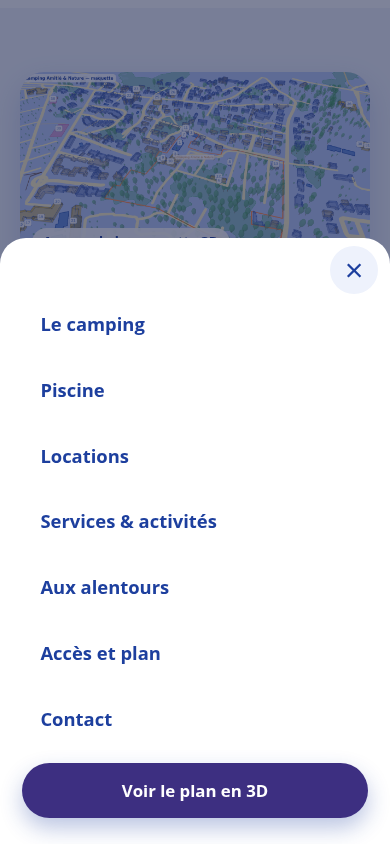 Le camping
Piscine
Locations
Services & activités
Aux alentours
Accès et plan
Contact
Voir le plan en 3D